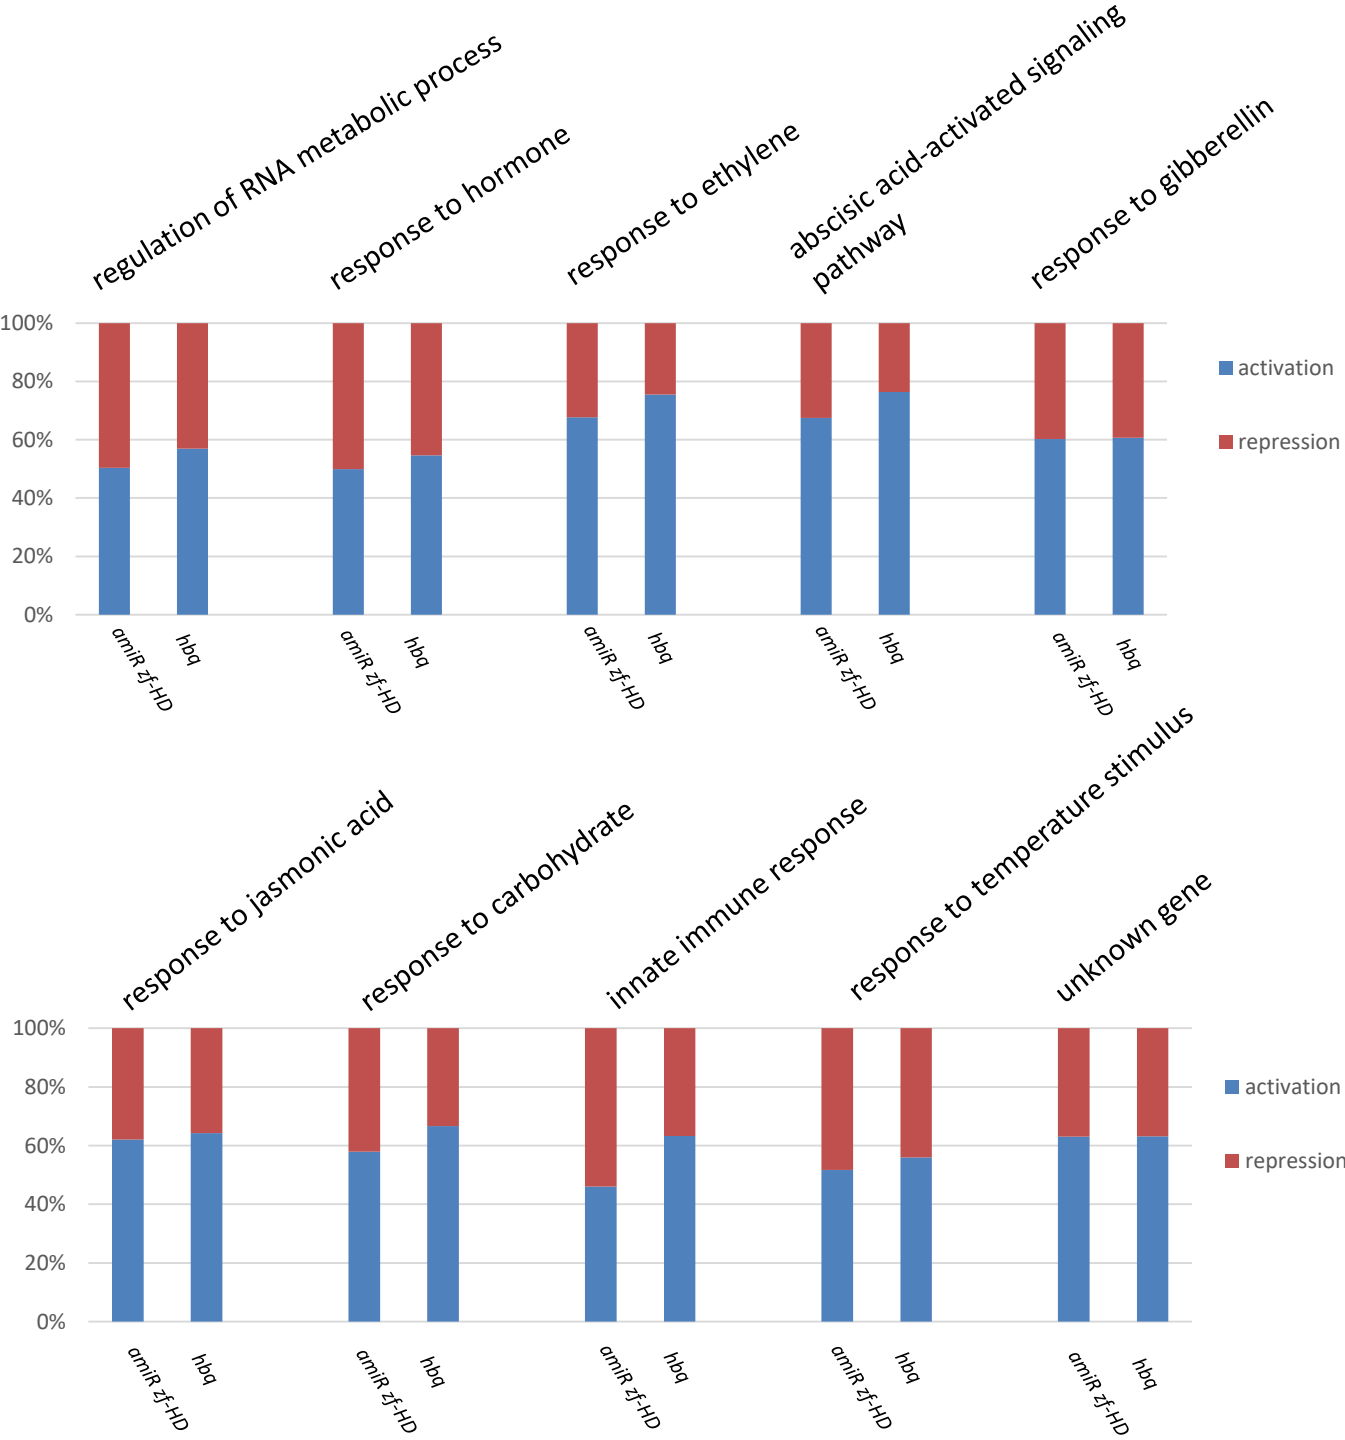 regulation of RNA metabolic process
response to hormone
response to ethylene
abscisic acid-activated signaling
pathway
response to gibberellin
100%
80%
60%
40%
20%
0%
activation
repression
amiR zf-HD
hbq
amiR zf-HD
hbq
amiR zf-HD
hbq
amiR zf-HD
hbq
amiR zf-HD
hbq
response to jasmonic acid
response to carbohydrate
innate immune response
response to temperature stimulus
unknown gene
100%
80%
60%
40%
20%
0%
activation
repression
amiR zf-HD
hbq
amiR zf-HD
hbq
amiR zf-HD
hbq
amiR zf-HD
hbq
amiR zf-HD
hbq